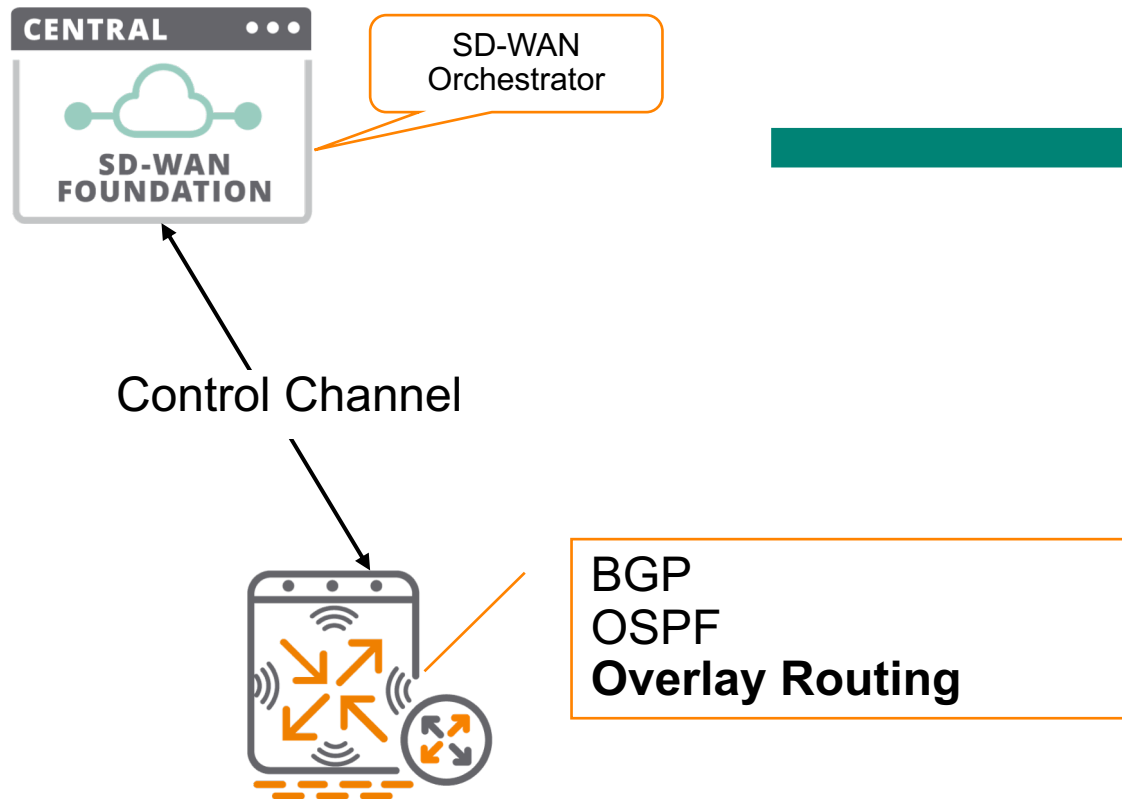 CENTRAL
SD-WAN
FOUNDATION
SD-WAN
Orchestrator
Control Channel
BGP
OSPF
Overlay Routing